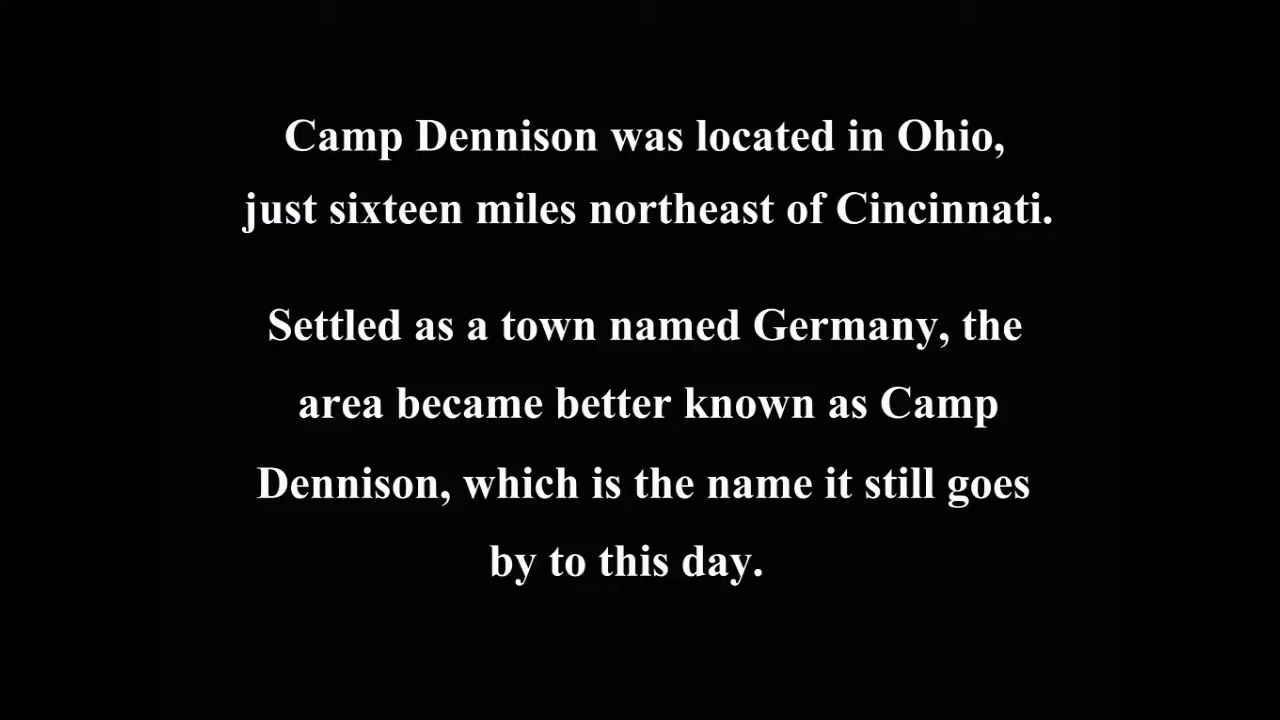 Camp Dennison was located in Ohio,
just sixteen miles northeast of Cincinnati.
Settled as a town named Germany, the
area became better known as Camp
Dennison, which is the name it still goes
by to this day.